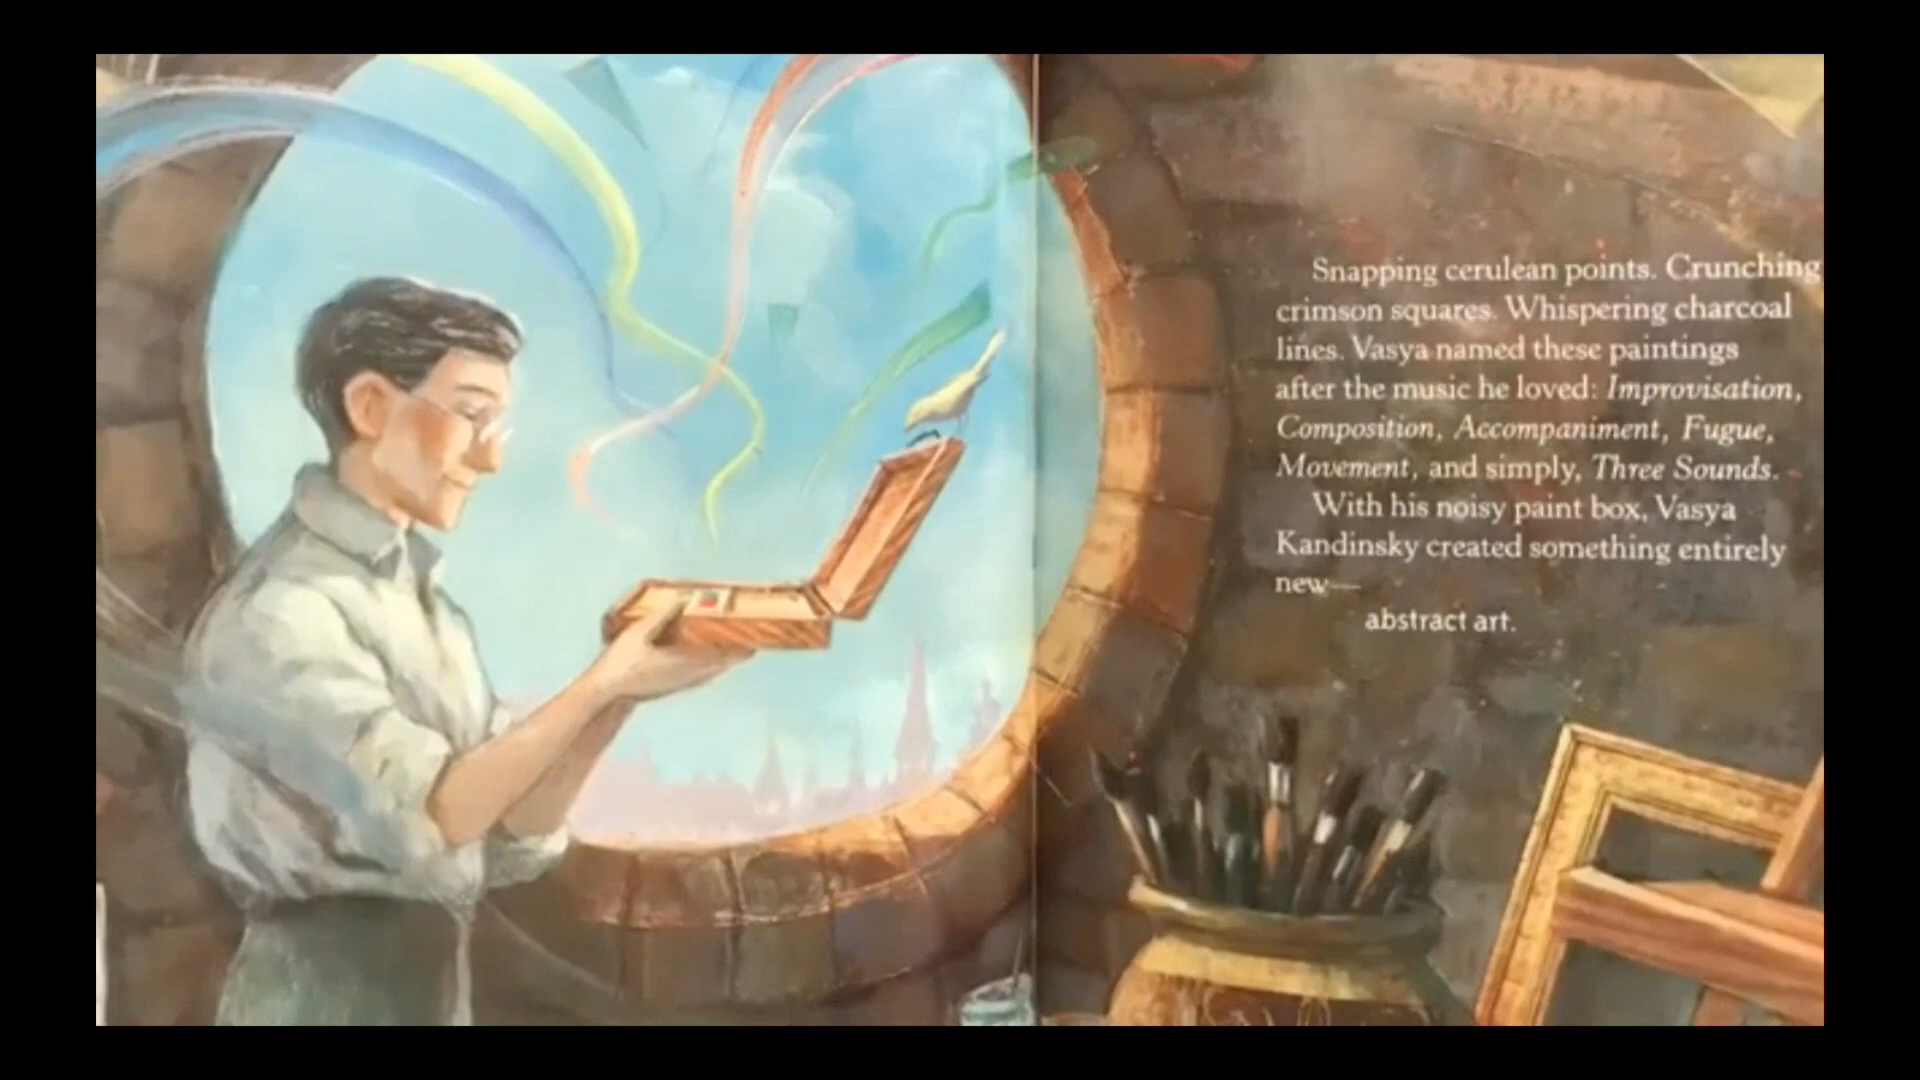 Snapping cerulean points. Crunching
crimson squares. Whispering charcoal
lines. Vasya named these paintings
after the music he loved: Improvisation,
Composition, Accompaniment, Fugue,
Movement, and simply, Three Sounds.
With his noisy paint box, Vasya
Kandinsky created something entirely
new—
abstract art.